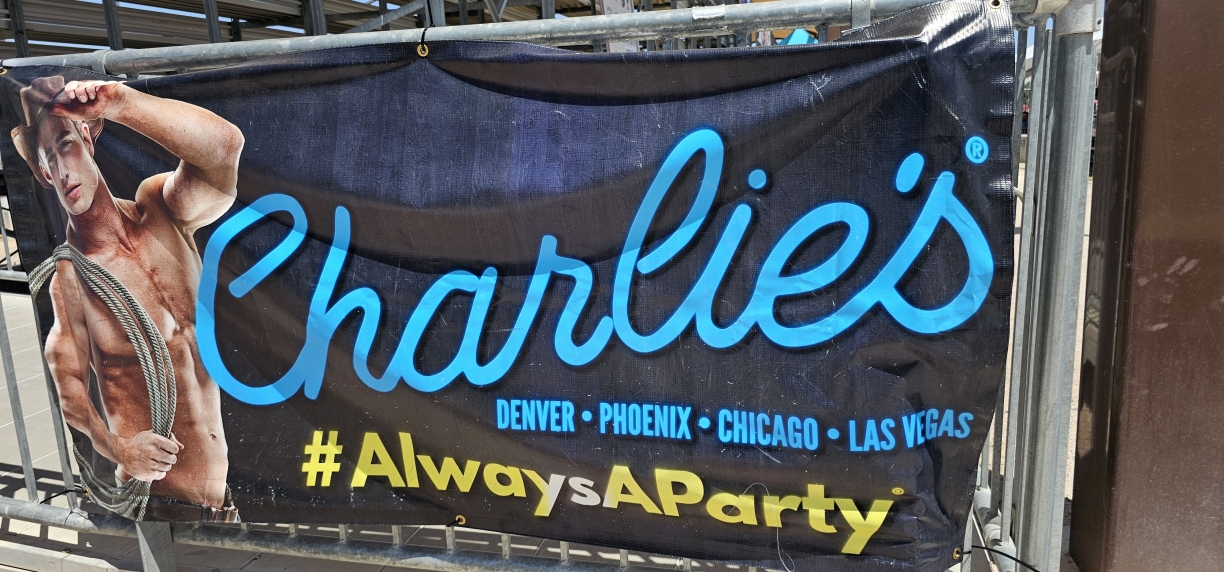 Charlie's®
DENVER • PHOENIX • CHICAGO • LAS VEGAS
#AlwaysAParty